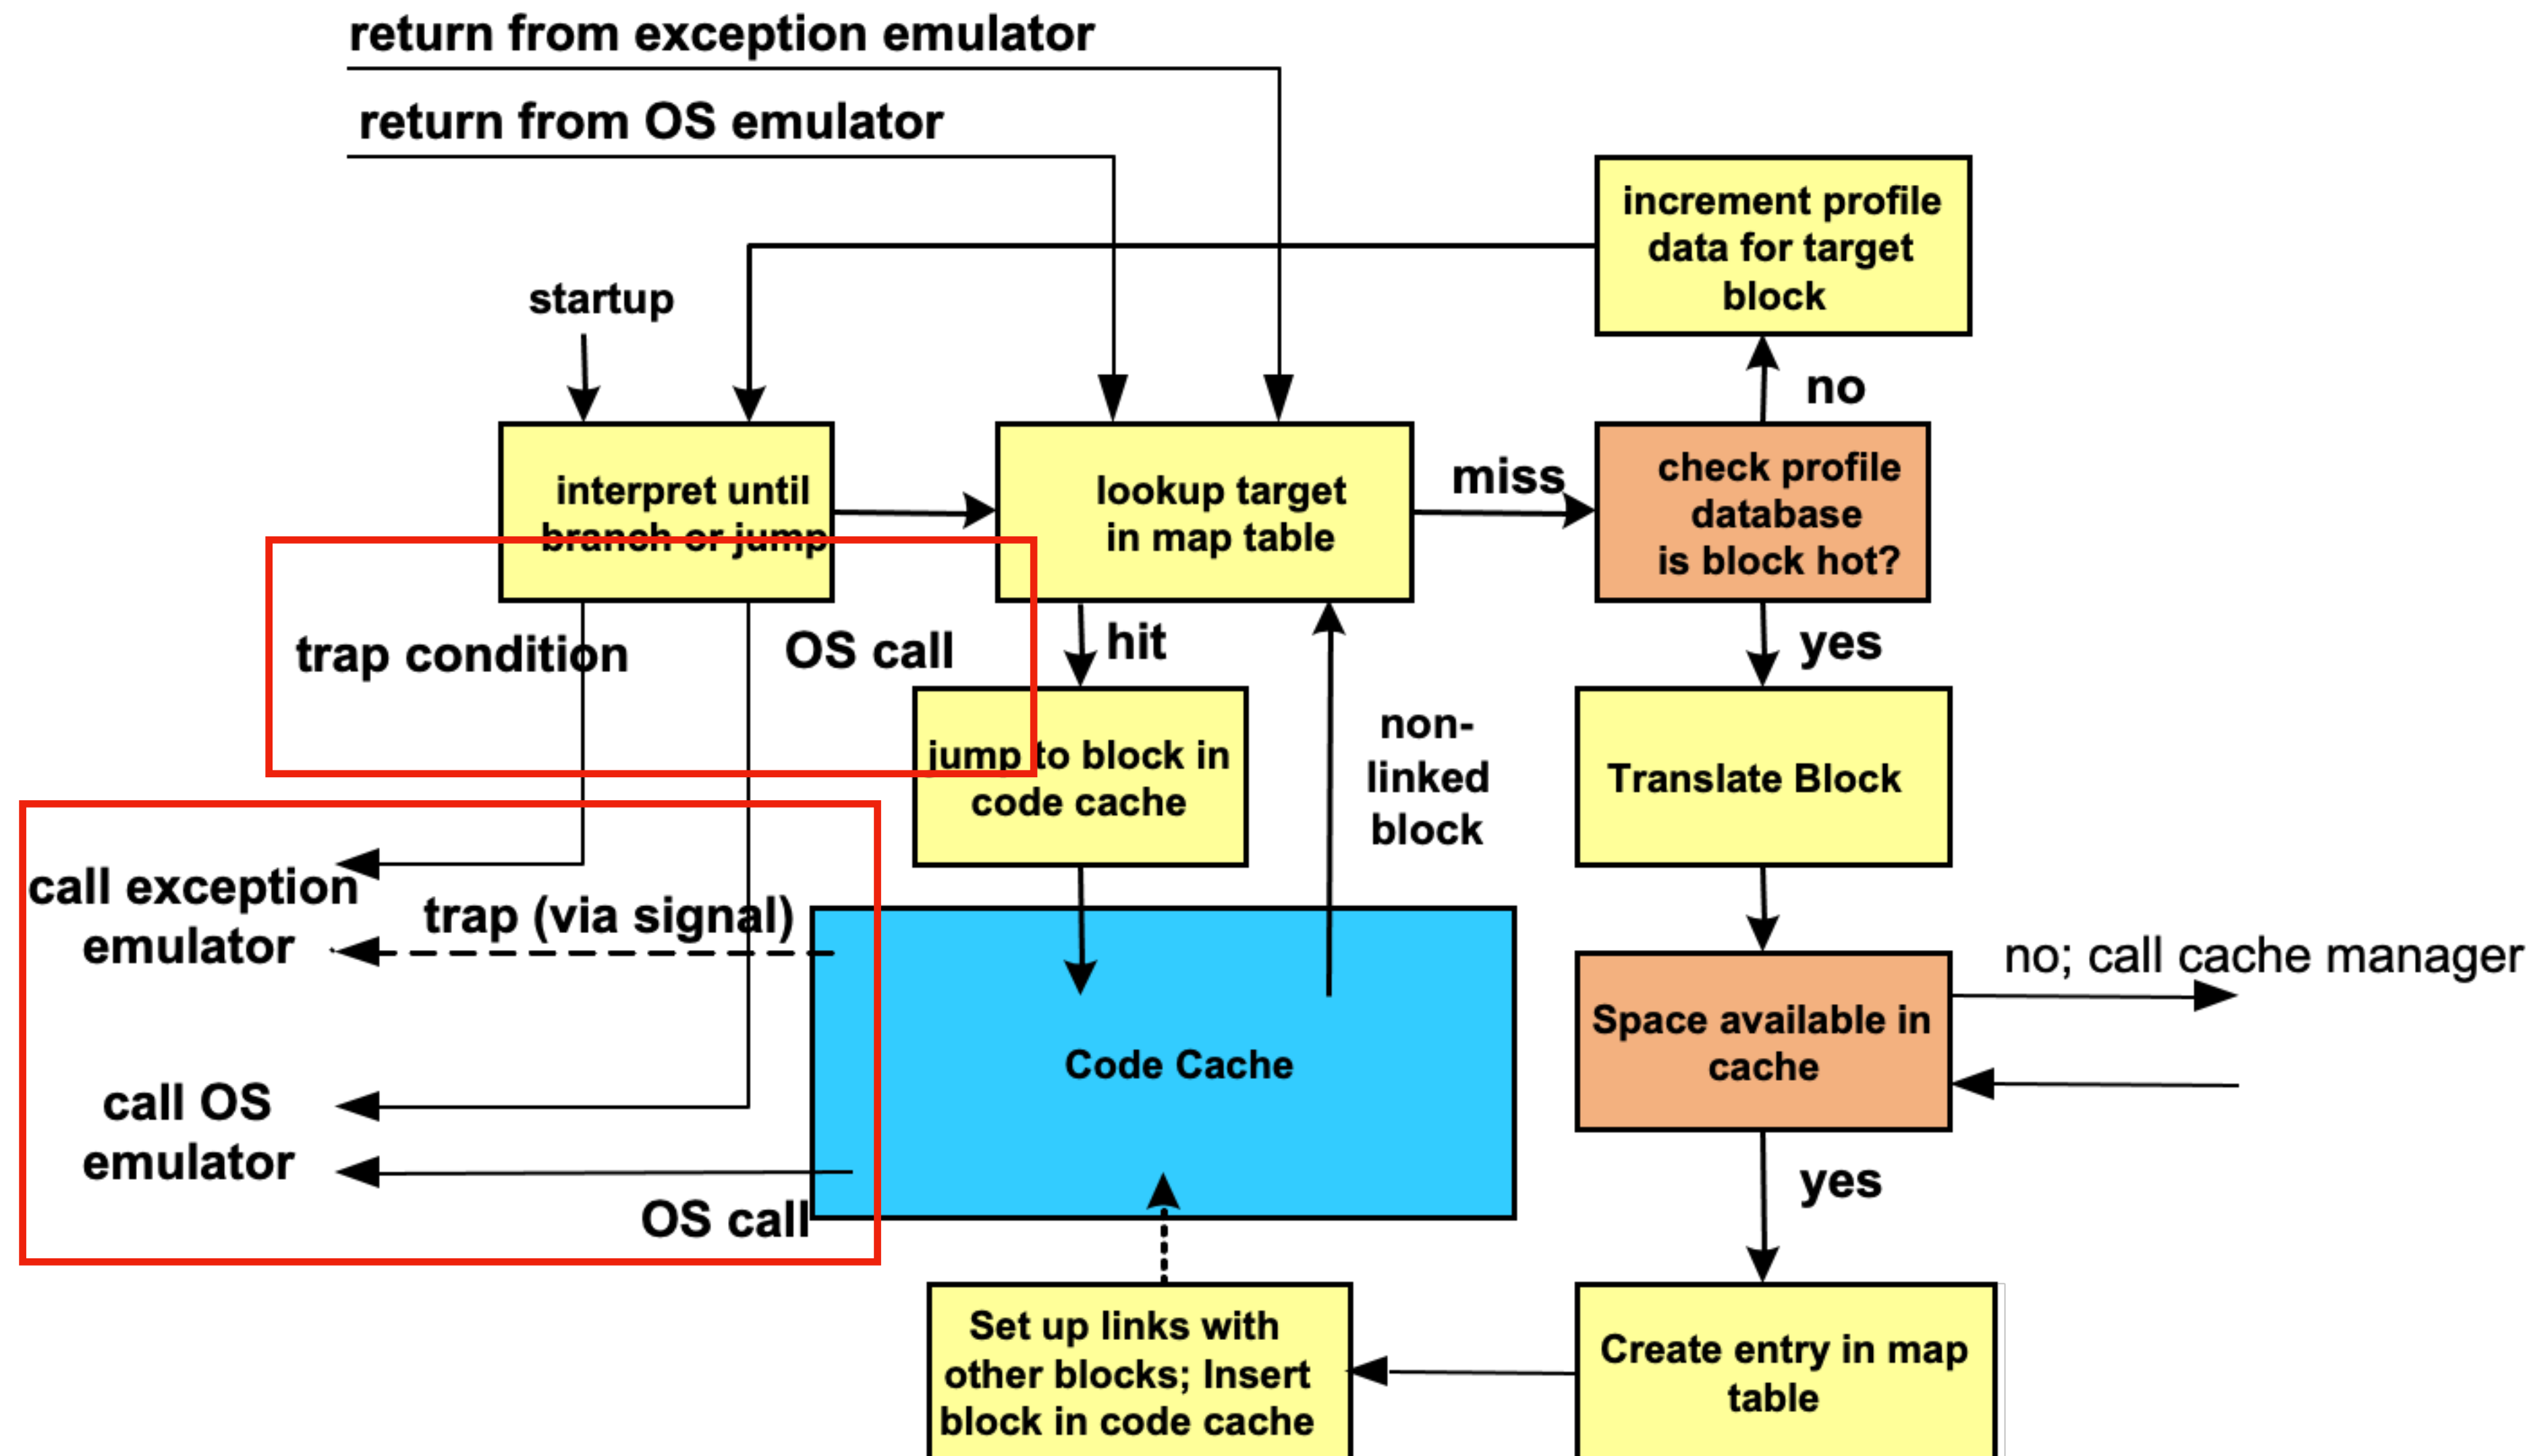 return from exception emulator
return from OS emulator
increment profile
data for target
block
startup
no
interpret until
branch or jump
lookup target
in map table
miss
check profile
database
is block hot?
trap condition
OS call
hit
yes
jump to block in
code cache
non-
linked
block
Translate Block
call exception
emulator
trap (via signal)
Code Cache
Space available in
cache
no; call cache manager
call OS
emulator
OS call
yes
Set up links with
other blocks; Insert
block in code cache
Create entry in map
table